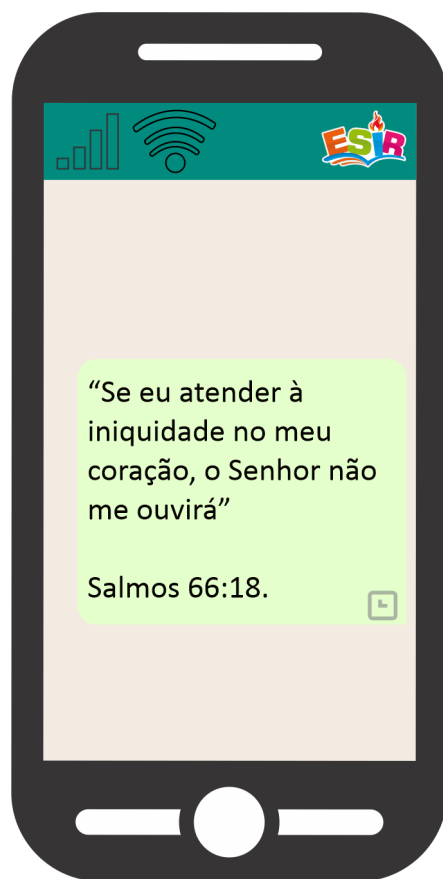 ESIR
“Se eu atender à
iniquidade no meu
coração, o Senhor não
me ouvirá”
Salmos 66:18.